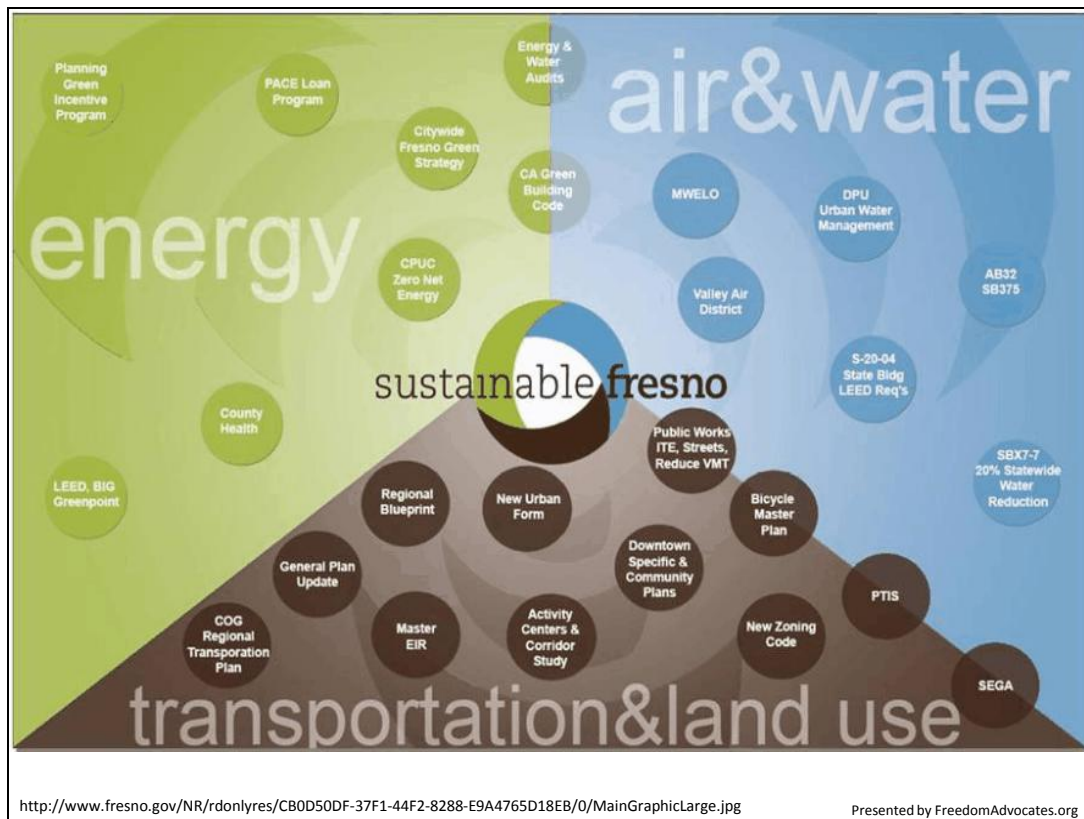 energy
Planning
Green
Incentive
Program
PACE Loan
Program
Citywide
Fresno Green
Strategy
Energy &
Water
Audits
CA Green
Building
Code
CPUC
Zero Net
Energy
County
Health
LEED, BIG
Greenpoint
air&water
MWELO
DPU
Urban Water
Management
Valley Air
District
AB32
SB375
S-20-04
State Bldg
LEED Req's
SBX7-7
20% Statewide
Water
Reduction
sustainable fresno
Public Works
ITE, Streets,
Reduce VMT
Regional
Blueprint
New Urban
Form
Bicycle
Master
Plan
General Plan
Update
Downtown
Specific &
Community
Plans
PTIS
COG
Regional
Transporation
Plan
Master
EIR
Activity
Centers &
Corridor
Study
New Zoning
Code
SEGA
transportation&land use
http://www.fresno.gov/NR/rdonlyres/CB0D50DF-37F1-44F2-8288-E9A4765D18EB/0/MainGraphicLarge.jpg
Presented by FreedomAdvocates.org